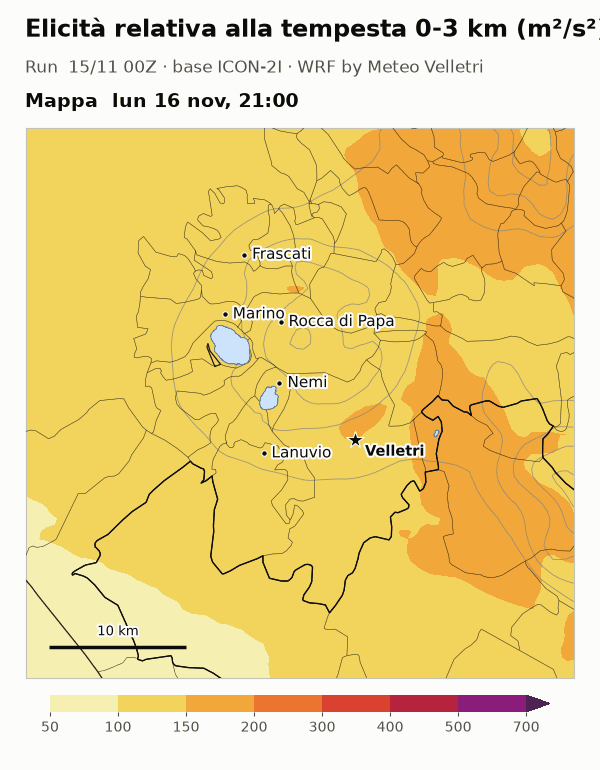 Elicità relativa alla tempesta 0-3 km (m²/s²)
Run  15/11 00Z · base ICON-2I · WRF by Meteo Velletri
Mappa  lun 16 nov, 21:00
Frascati
Marino
Rocca di Papa
Nemi
Lanuvio
Velletri
10 km
50 100 150 200 300 400 500 700